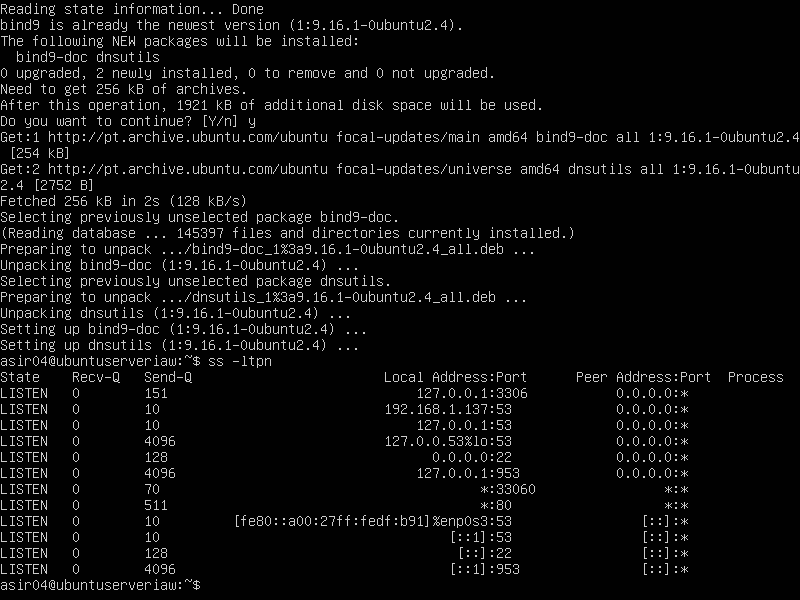 Reading state information... Done
bind9 is already the newest version (1:9.16.1-0ubuntu2.4).
The following NEW packages will be installed:
  bind9-doc dnsutils
0 upgraded, 2 newly installed, 0 to remove and 0 not upgraded.
Need to get 256 kB of archives.
After this operation, 1921 kB of additional disk space will be used.
Do you want to continue? [Y/n] y
Get:1 http://pt.archive.ubuntu.com/ubuntu focal-updates/main amd64 bind9-doc all 1:9.16.1-0ubuntu2.4
 [254 kB]
Get:2 http://pt.archive.ubuntu.com/ubuntu focal-updates/universe amd64 dnsutils all 1:9.16.1-0ubuntu
2.4 [2752 B]
Fetched 256 kB in 2s (128 kB/s)
Selecting previously unselected package bind9-doc.
(Reading database ... 145397 files and directories currently installed.)
Preparing to unpack .../bind9-doc_1%3a9.16.1-0ubuntu2.4_all.deb ...
Unpacking bind9-doc (1:9.16.1-0ubuntu2.4) ...
Selecting previously unselected package dnsutils.
Preparing to unpack .../dnsutils_1%3a9.16.1-0ubuntu2.4_all.deb ...
Unpacking dnsutils (1:9.16.1-0ubuntu2.4) ...
Setting up bind9-doc (1:9.16.1-0ubuntu2.4) ...
Setting up dnsutils (1:9.16.1-0ubuntu2.4) ...
asir04@ubuntuserveriaw:~$ ss -ltpn
State    Recv-Q   Send-Q                        Local Address:Port      Peer Address:Port  Process
LISTEN   0        151                               127.0.0.1:3306           0.0.0.0:*
LISTEN   0        10                            192.168.1.137:53             0.0.0.0:*
LISTEN   0        10                                127.0.0.1:53             0.0.0.0:*
LISTEN   0        4096                          127.0.0.53%lo:53             0.0.0.0:*
LISTEN   0        128                                 0.0.0.0:22             0.0.0.0:*
LISTEN   0        4096                              127.0.0.1:953            0.0.0.0:*
LISTEN   0        70                                        *:33060                *:*
LISTEN   0        511                                       *:80                   *:*
LISTEN   0        10         [fe80::a00:27ff:fedf:b91]%enp0s3:53                [::]:*
LISTEN   0        10                                    [::1]:53                [::]:*
LISTEN   0        128                                    [::]:22                [::]:*
LISTEN   0        4096                                  [::1]:953               [::]:*
asir04@ubuntuserveriaw:~$